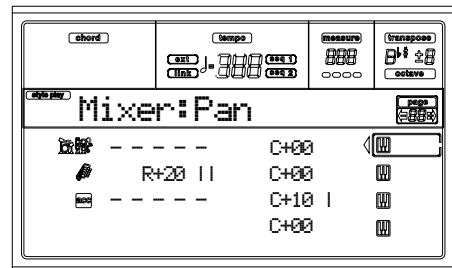 chord tempo measure transpose
ext ♩= seq 1
link seq 2
octave
style play
Mixer:Pan page
- - - - - C+00 W
R+20 || C+00 W
acc - - - - - C+10 | W
C+00 W